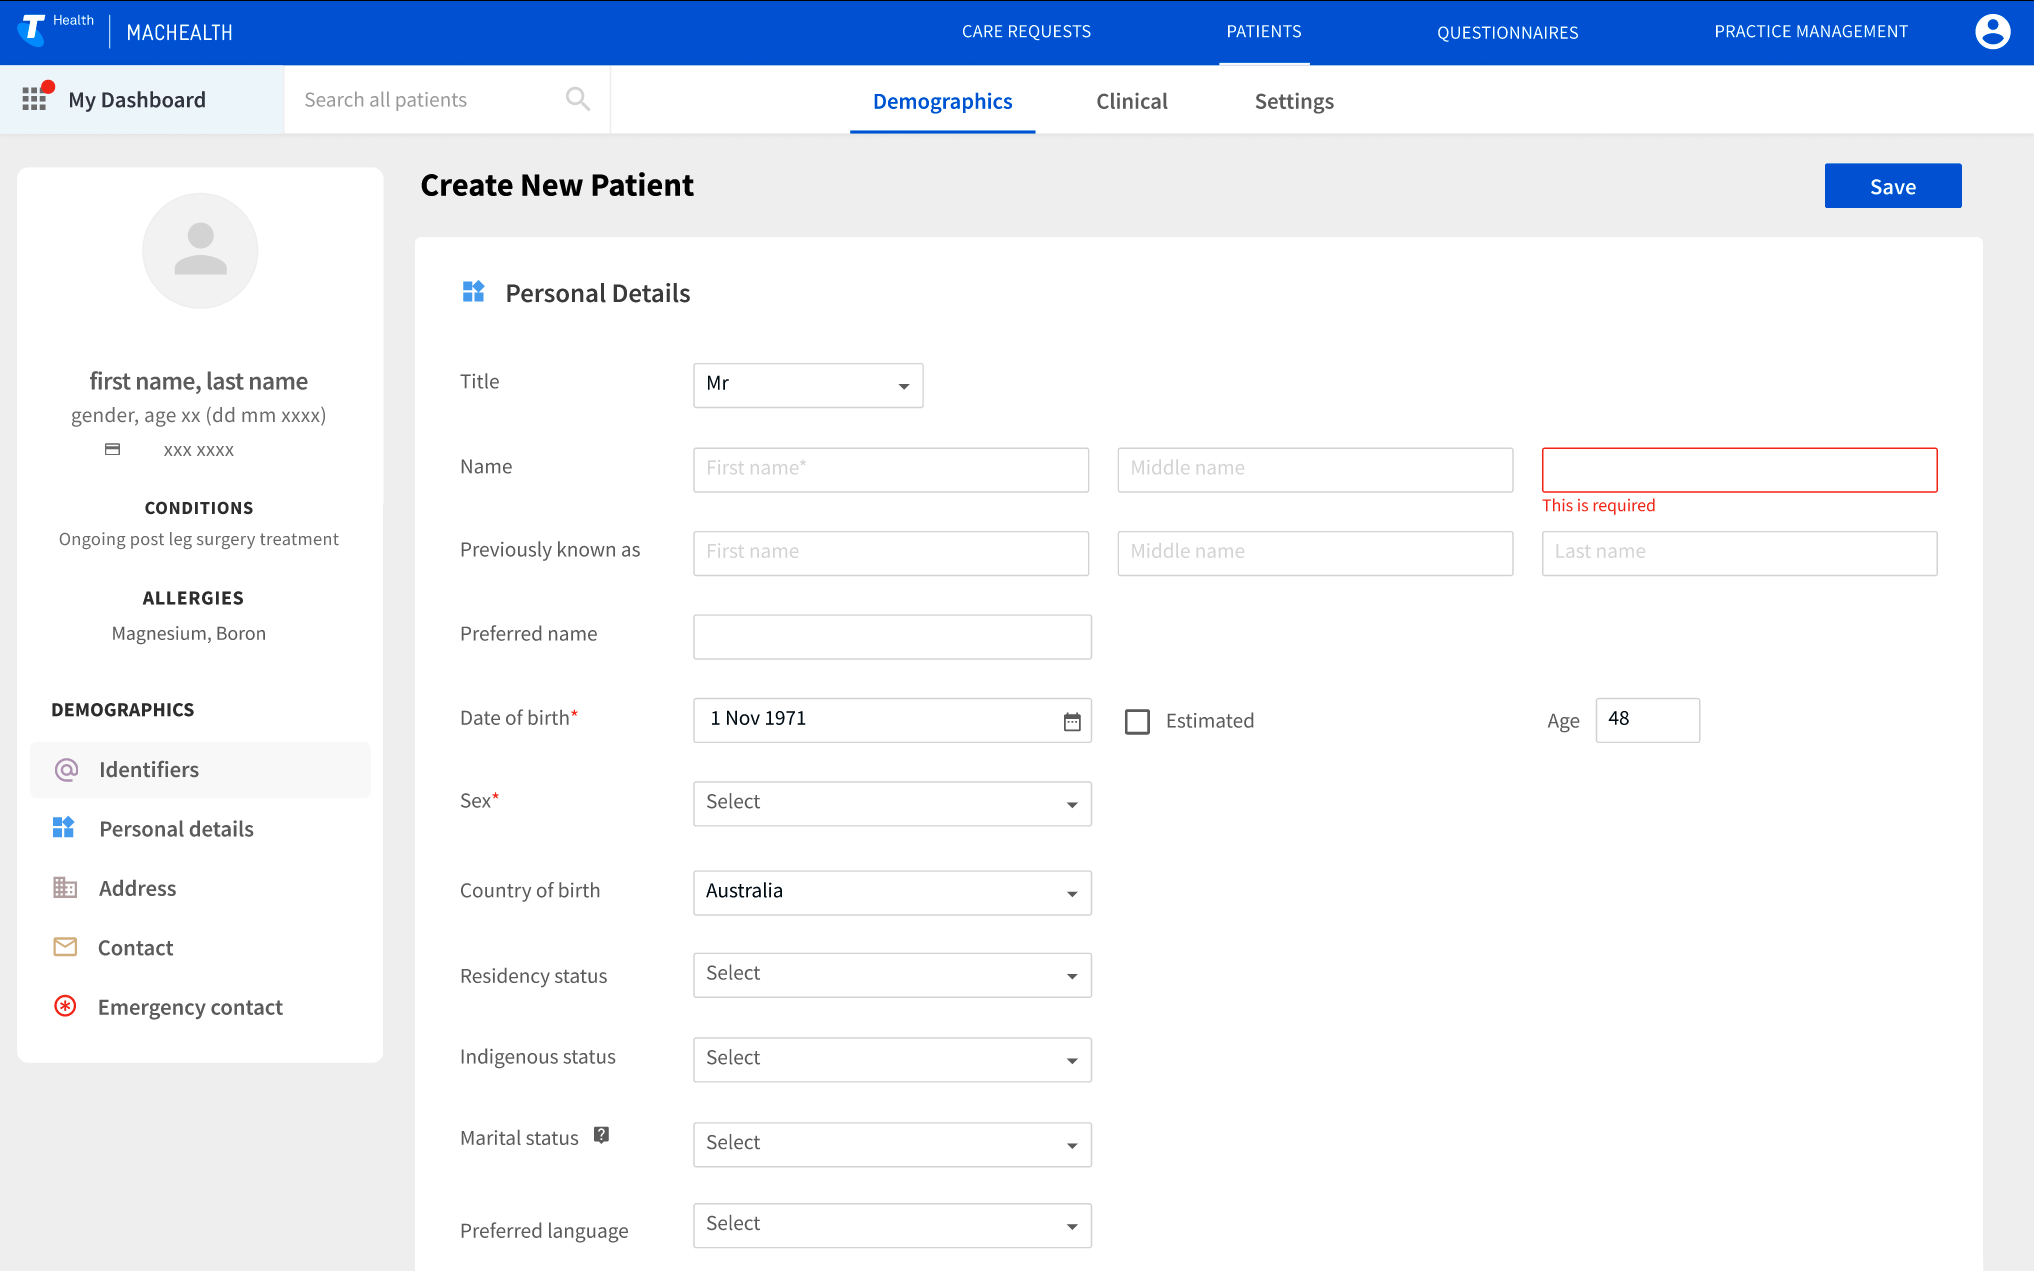 Health
MACHEALTH
CARE REQUESTS
PATIENTS
QUESTIONNAIRES
PRACTICE MANAGEMENT
My Dashboard
Search all patients
Demographics
Clinical
Settings
first name, last name
gender, age xx (dd mm xxxx)
xxx xxxx
CONDITIONS
Ongoing post leg surgery treatment
ALLERGIES
Magnesium, Boron
DEMOGRAPHICS
Identifiers
Personal details
Address
Contact
Emergency contact
Create New Patient
Save
Personal Details
Title
Mr
Name
First name*
Middle name
This is required
Previously known as
First name
Middle name
Last name
Preferred name
Date of birth*
1 Nov 1971
Estimated
Age
48
Sex*
Select
Country of birth
Australia
Residency status
Select
Indigenous status
Select
Marital status ?
Select
Preferred language
Select